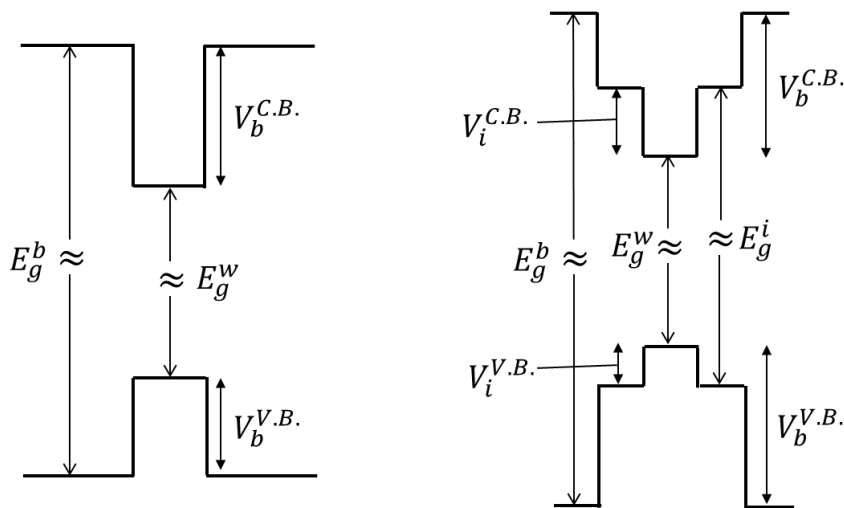 $V_b^{C.B.}$
$E_g^b$ ≈
≈ $E_g^w$
$V_b^{V.B.}$
$V_i^{C.B.}$
$V_b^{C.B.}$
$E_g^b$ ≈
$E_g^w$ ≈
≈ $E_g^i$
$V_i^{V.B.}$
$V_b^{V.B.}$